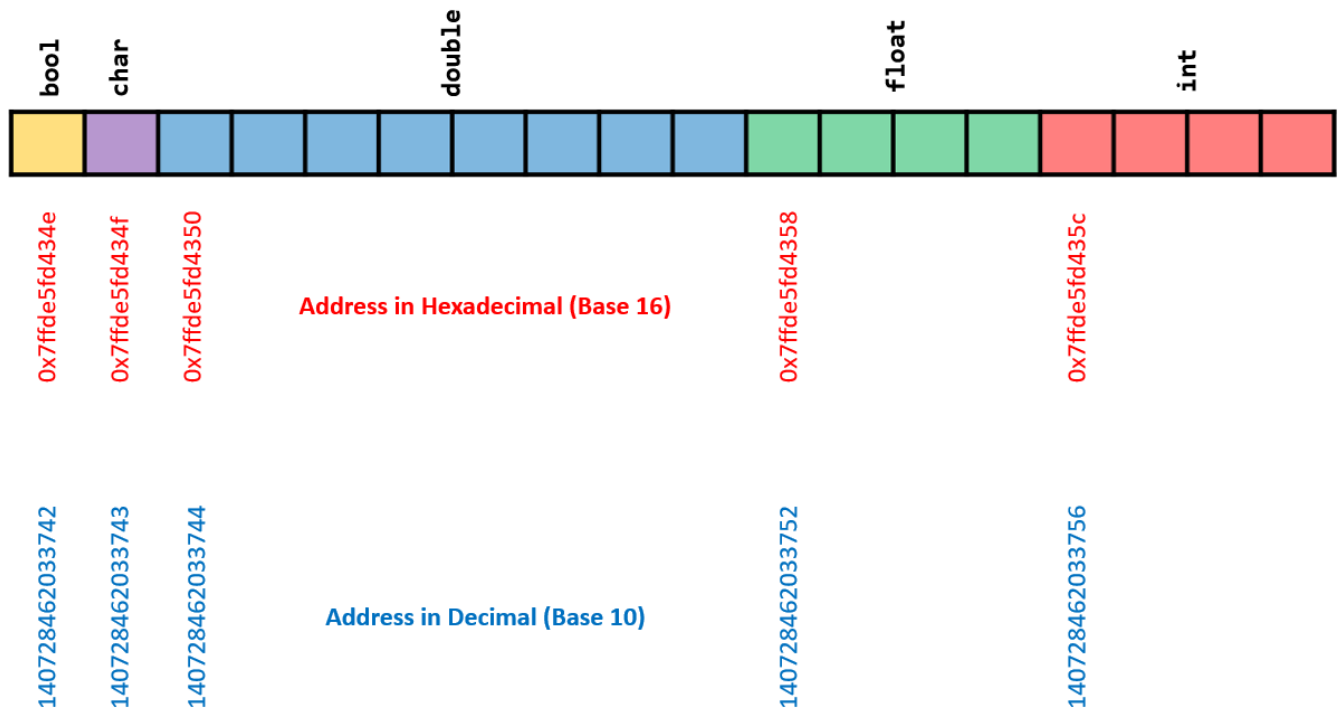 bool
char
double
float
int
0x7ffde5fd434e
0x7ffde5fd434f
0x7ffde5fd4350
Address in Hexadecimal (Base 16)
0x7ffde5fd4358
0x7ffde5fd435c
140728462033742
140728462033743
140728462033744
Address in Decimal (Base 10)
140728462033752
140728462033756